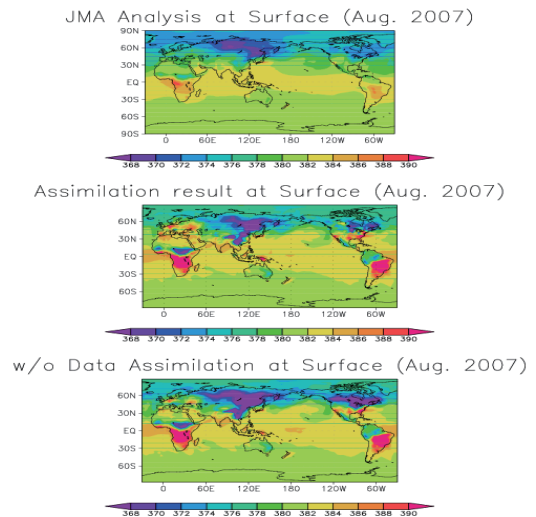 JMA Analysis at Surface (Aug. 2007)
90N
60N
30N
EQ
30S
60S
90S
0 60E 120E 180 120W 60W
368 370 372 374 376 378 380 382 384 386 388 390
Assimilation result at Surface (Aug. 2007)
60N
30N
EQ
30S
60S
0 60E 120E 180 120W 60W
368 370 372 374 376 378 380 382 384 386 388 390
w/o Data Assimilation at Surface (Aug. 2007)
60N
30N
EQ
30S
60S
0 60E 120E 180 120W 60W
368 370 372 374 376 378 380 382 384 386 388 390